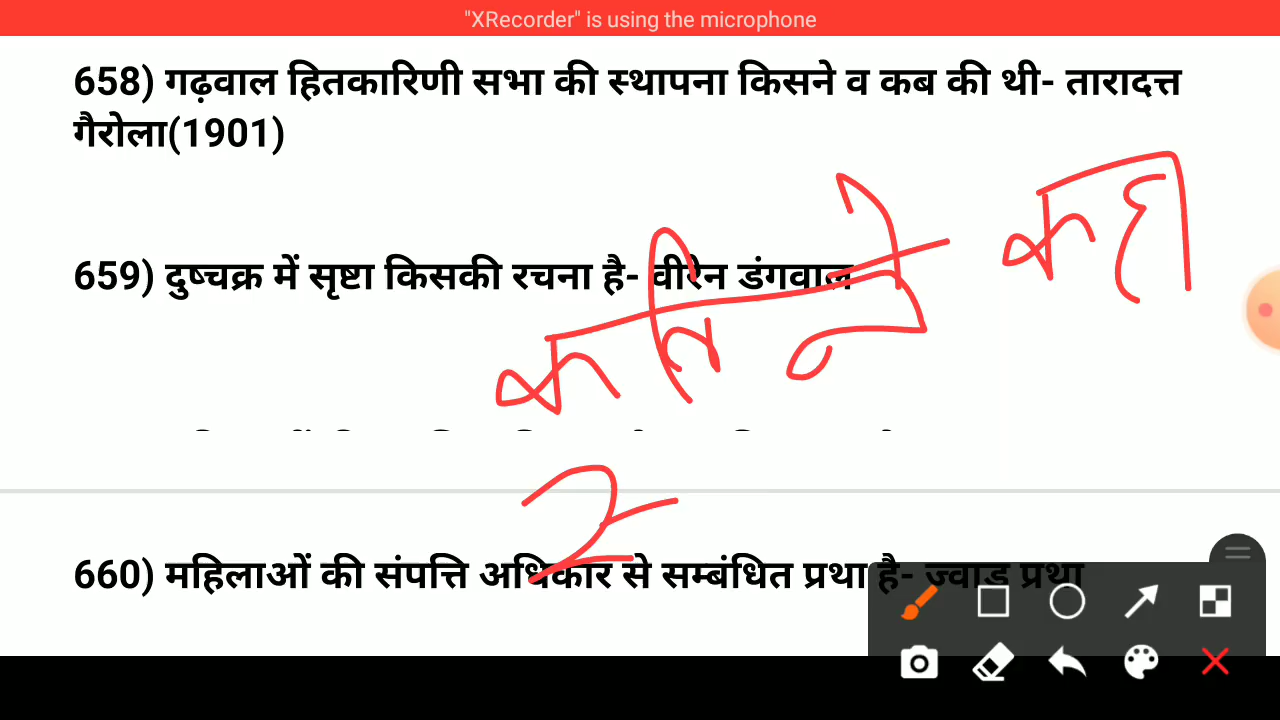 "XRecorder" is using the microphone
658) गढ़वाल हितकारिणी सभा की स्थापना किसने व कब की थी- तारादत्त
गैरोला(1901)
659) दुष्चक्र में सृष्टा किसकी रचना है- वीरेन डंगवाल
660) महिलाओं की संपत्ति अधिकार से सम्बंधित प्रथा है- ज्वाड़ प्रथा